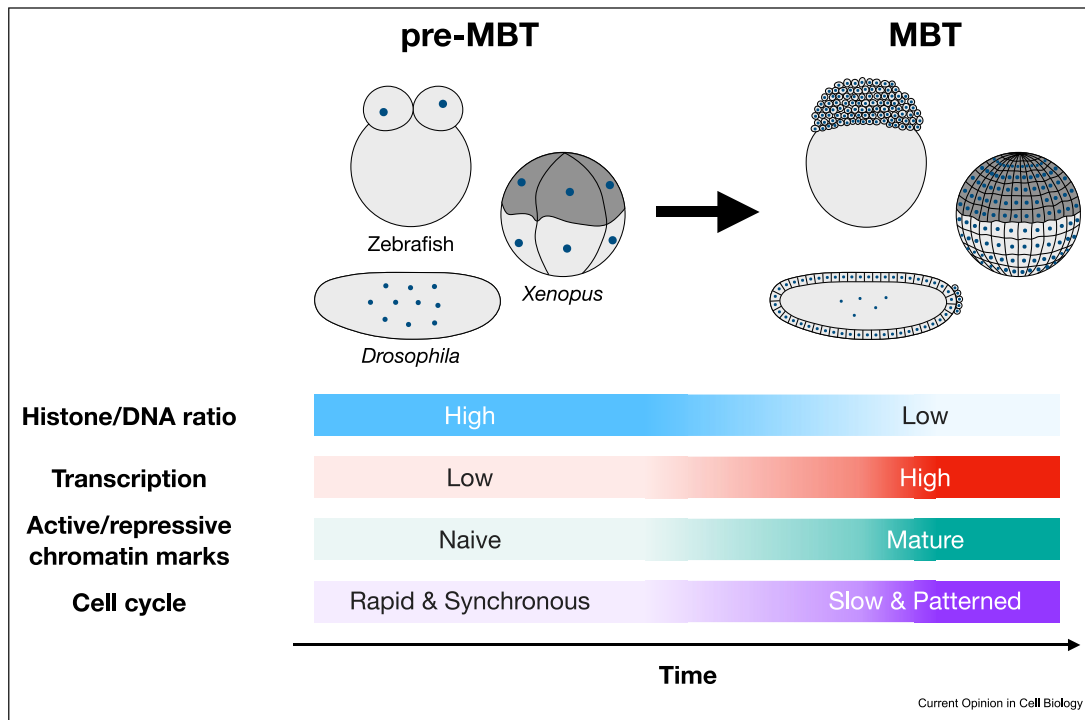 pre-MBT
MBT
Zebrafish
Xenopus
Drosophila
Histone/DNA ratio
High
Low
Transcription
Low
High
Active/repressive
chromatin marks
Naive
Mature
Cell cycle
Rapid & Synchronous
Slow & Patterned
Time
Current Opinion in Cell Biology